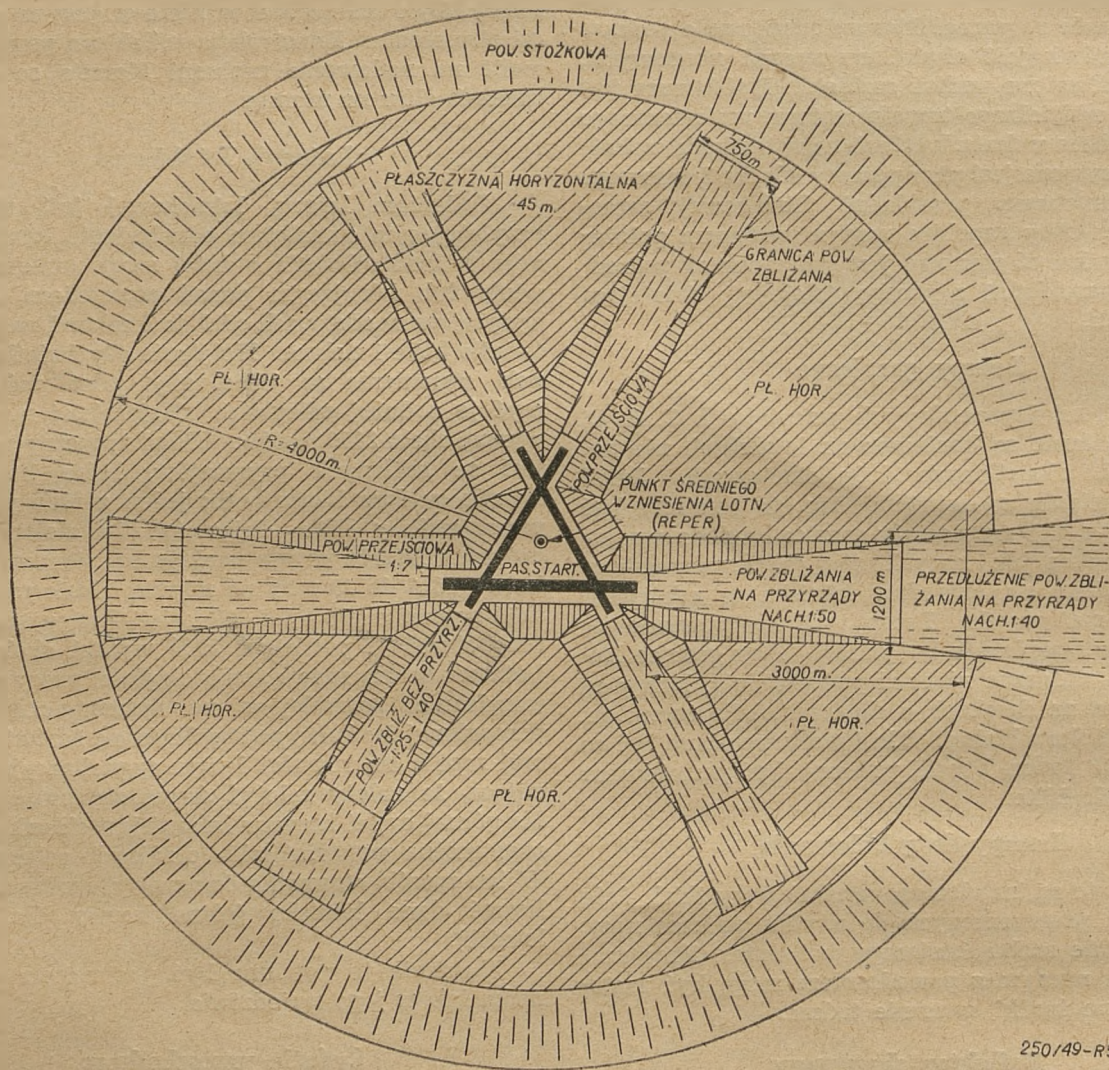 POW. STOŻKOWA
PŁASZCZYZNA HORYZONTALNA
45 m.
750m
GRANICA POW.
ZBLIŻANIA
PŁ. HOR.
PŁ. HOR.
R=4000m.
POW. PRZEJŚCIOWA
PUNKT ŚREDNIEGO
WZNIESIENIA LOTN.
(REPER)
POW. PRZEJŚCIOWA
1:7
PAS. START.
POW. ZBLIŻANIA
NA PRZYRZĄDY
NACH. 1:50
1200 m
PRZEDŁUŻENIE POW. ZBLI-
ŻANIA NA PRZYRZĄDY
NACH. 1:40
3000 m.
POW. ZBLIŻ. BEZ PRZYRZ.
1:25-1:40
PŁ. HOR.
PŁ. HOR.
PŁ. HOR.